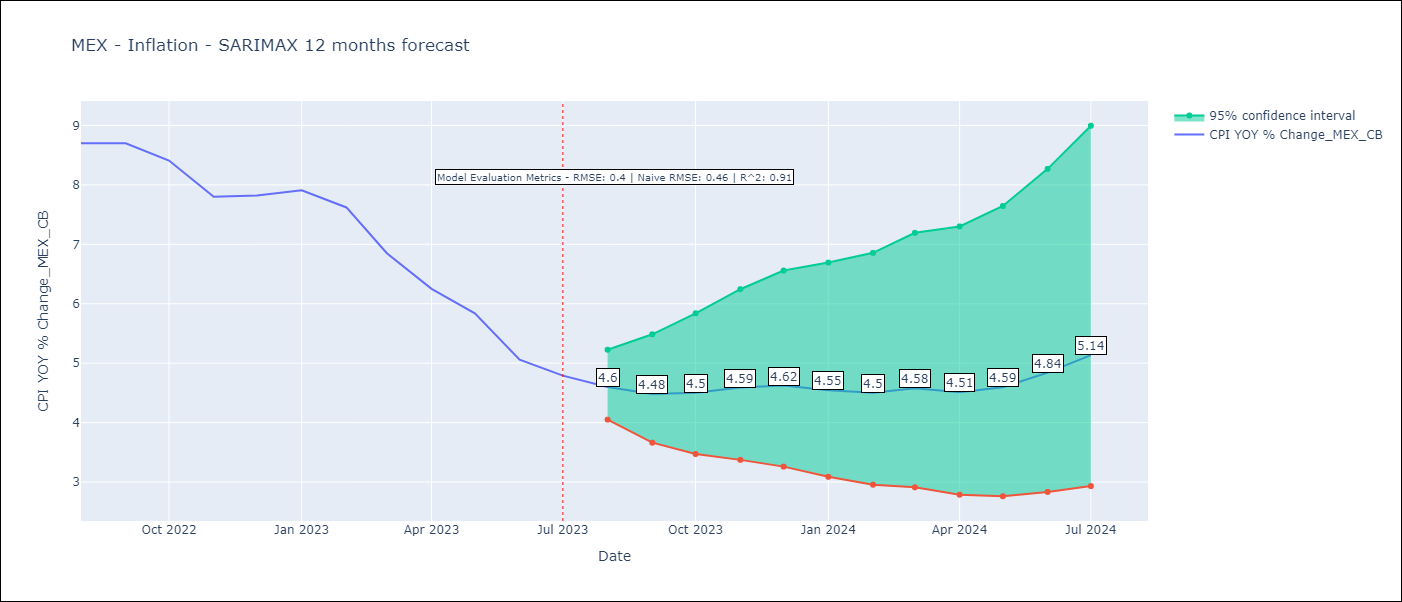 MEX - Inflation - SARIMAX 12 months forecast
95% confidence interval
CPI YOY % Change_MEX_CB
Model Evaluation Metrics - RMSE: 0.4 | Naive RMSE: 0.46 | R^2: 0.91
CPI YOY % Change_MEX_CB
9
8
7
6
5
4
3
4.6
4.48
4.5
4.59
4.62
4.55
4.5
4.58
4.51
4.59
4.84
5.14
Oct 2022
Jan 2023
Apr 2023
Jul 2023
Oct 2023
Jan 2024
Apr 2024
Jul 2024
Date